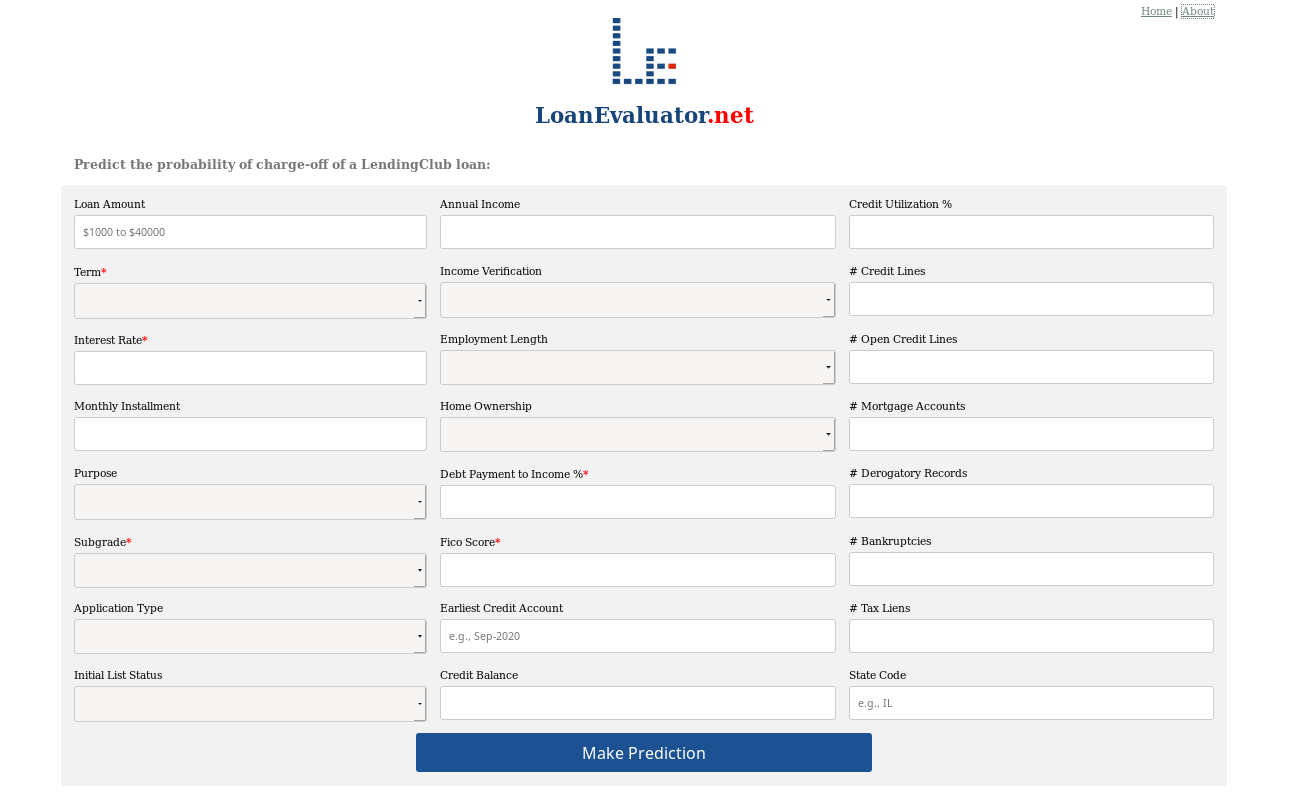 Home | About
LE
LoanEvaluator.net
Predict the probability of charge-off of a LendingClub loan:
Loan Amount
$1000 to $40000
Annual Income
Credit Utilization %
Term*
Income Verification
# Credit Lines
Interest Rate*
Employment Length
# Open Credit Lines
Monthly Installment
Home Ownership
# Mortgage Accounts
Purpose
Debt Payment to Income %*
# Derogatory Records
Subgrade*
Fico Score*
# Bankruptcies
Application Type
Earliest Credit Account
e.g., Sep-2020
# Tax Liens
Initial List Status
Credit Balance
State Code
e.g., IL
Make Prediction